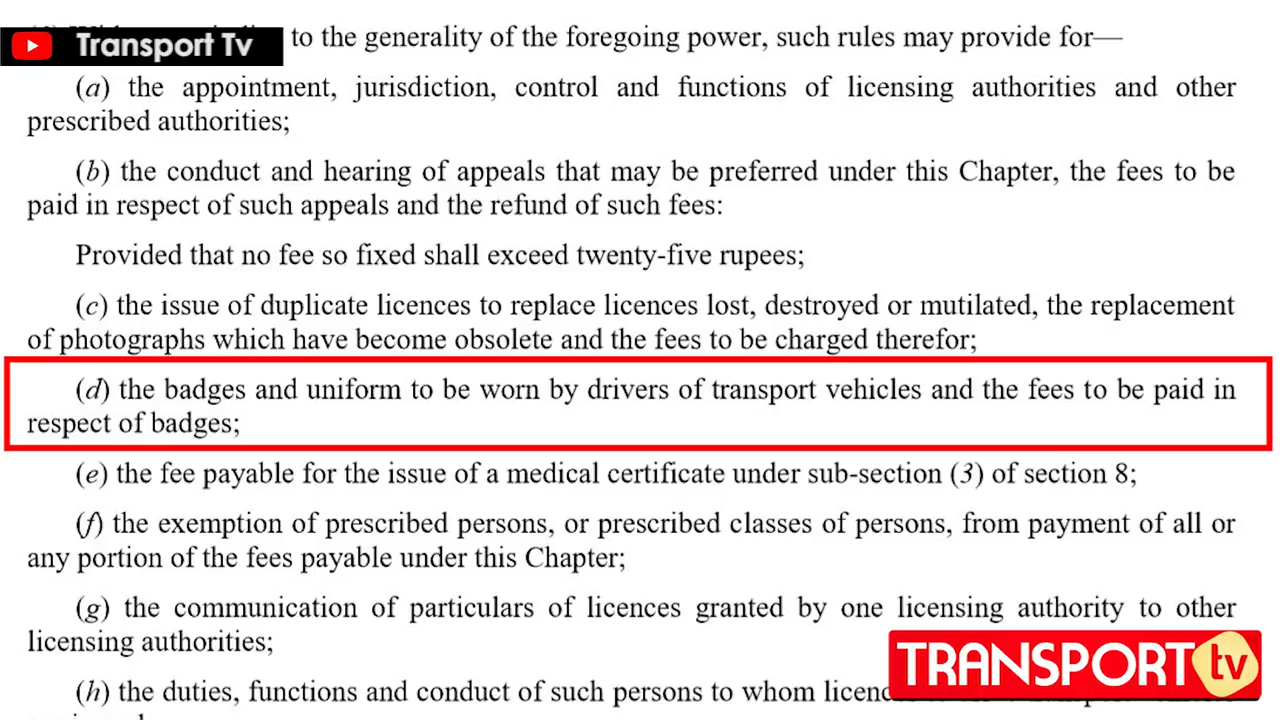 Transport Tv
to the generality of the foregoing power, such rules may provide for—
(a) the appointment, jurisdiction, control and functions of licensing authorities and other
prescribed authorities;
(b) the conduct and hearing of appeals that may be preferred under this Chapter, the fees to be
paid in respect of such appeals and the refund of such fees:
Provided that no fee so fixed shall exceed twenty-five rupees;
(c) the issue of duplicate licences to replace licences lost, destroyed or mutilated, the replacement
of photographs which have become obsolete and the fees to be charged therefor;
(d) the badges and uniform to be worn by drivers of transport vehicles and the fees to be paid in
respect of badges;
(e) the fee payable for the issue of a medical certificate under sub-section (3) of section 8;
(f) the exemption of prescribed persons, or prescribed classes of persons, from payment of all or
any portion of the fees payable under this Chapter;
(g) the communication of particulars of licences granted by one licensing authority to other
licensing authorities;
(h) the duties, functions and conduct of such persons to whom
TRANSPORT tv